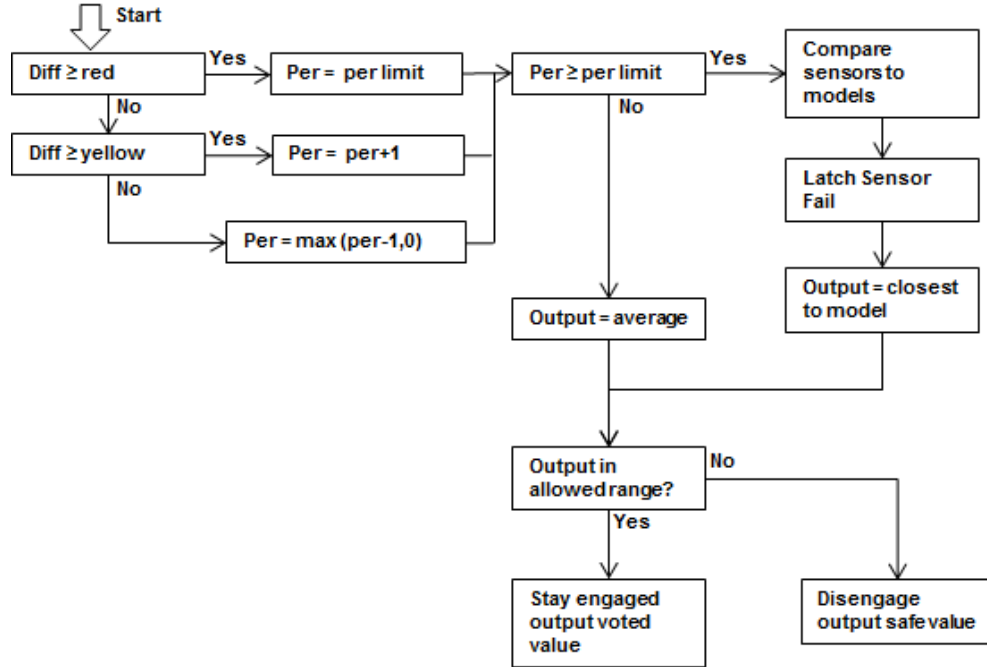 Start
Diff ≥ red
Yes
Per = per limit
Per ≥ per limit
Yes
Compare
sensors to
models
No
No
Diff ≥ yellow
Yes
Per = per+1
No
Latch Sensor
Fail
Per = max (per-1,0)
Output = average
Output = closest
to model
Output in
allowed range?
No
Yes
Stay engaged
output voted
value
Disengage
output safe value